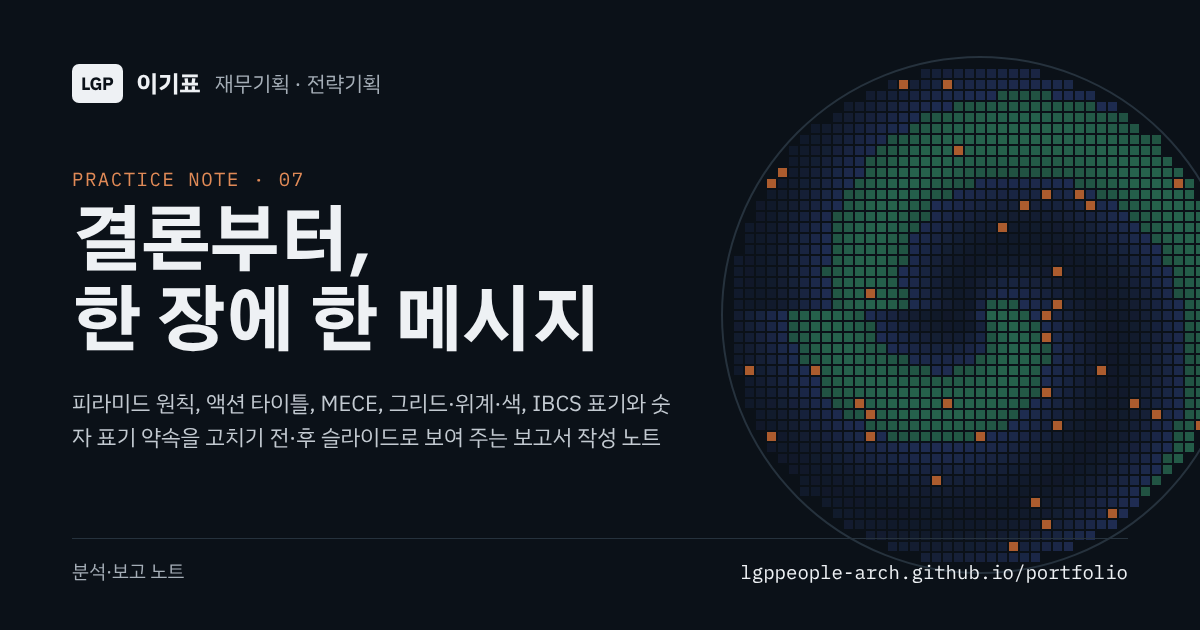 LGP 이기표 재무기획 · 전략기획
PRACTICE NOTE · 07
결론부터,
한 장에 한 메시지
피라미드 원칙, 액션 타이틀, MECE, 그리드·위계·색, IBCS 표기와 숫
자 표기 약속을 고치기 전·후 슬라이드로 보여 주는 보고서 작성 노트
분석·보고 노트
lgppeople-arch.github.io/portfolio